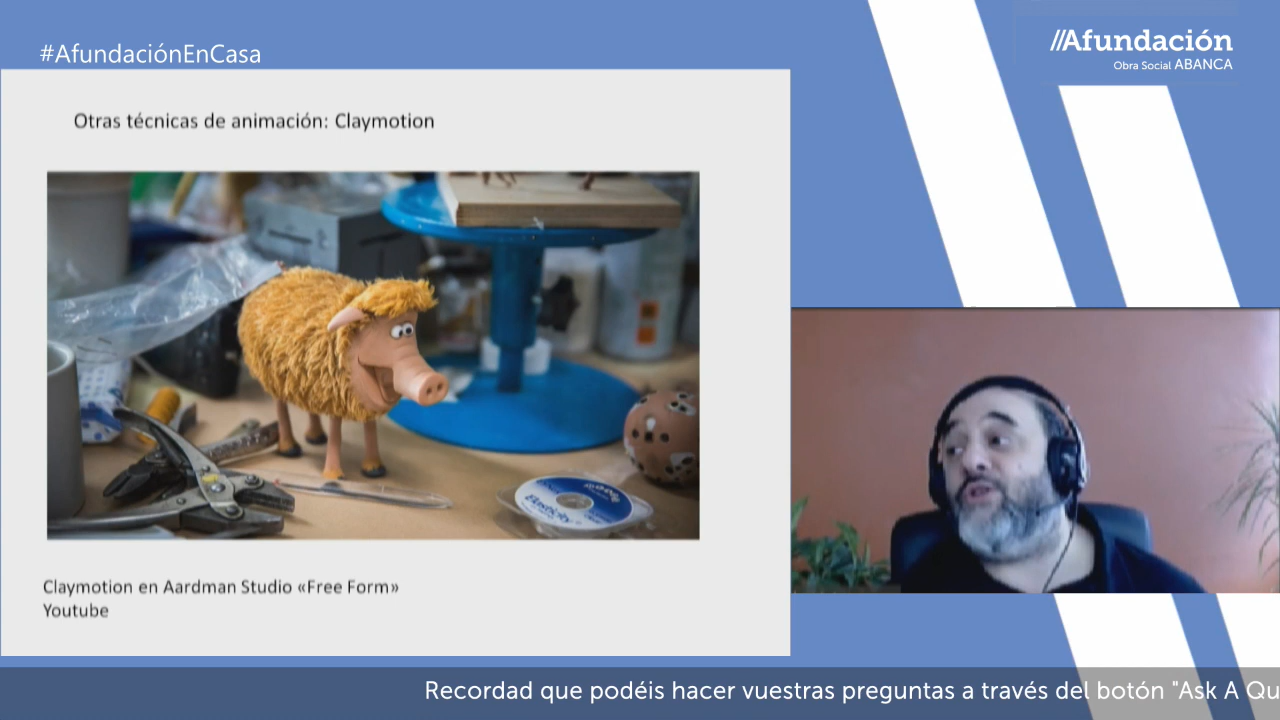 #AfundaciónEnCasa
//Afundación
Obra Social ABANCA
Otras técnicas de animación: Claymotion
Elasticity
Claymotion en Aardman Studio «Free Form»
Youtube
Recordad que podéis hacer vuestras preguntas a través del botón "Ask A Qu